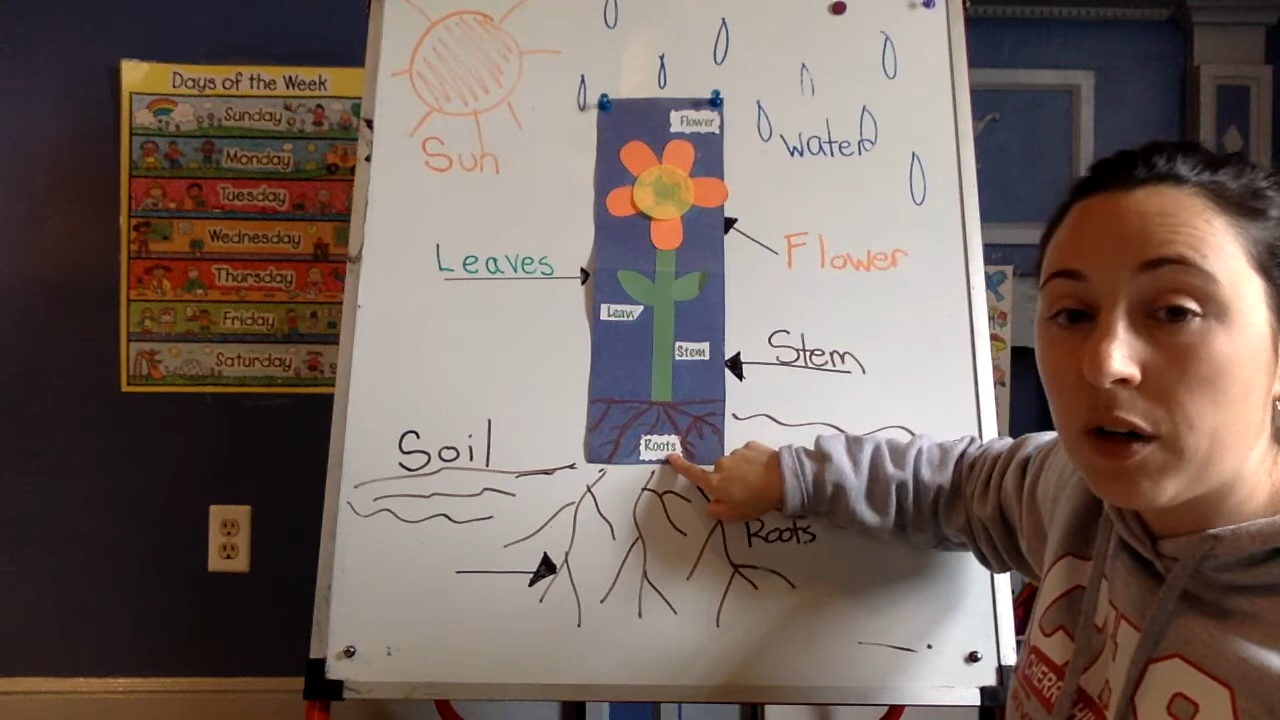 Days of the Week
Sunday
Monday
Tuesday
Wednesday
Thursday
Friday
Saturday
Sun
Water
Flower
Flower
Leaves
Stem
Stem
Roots
Soil
Roots